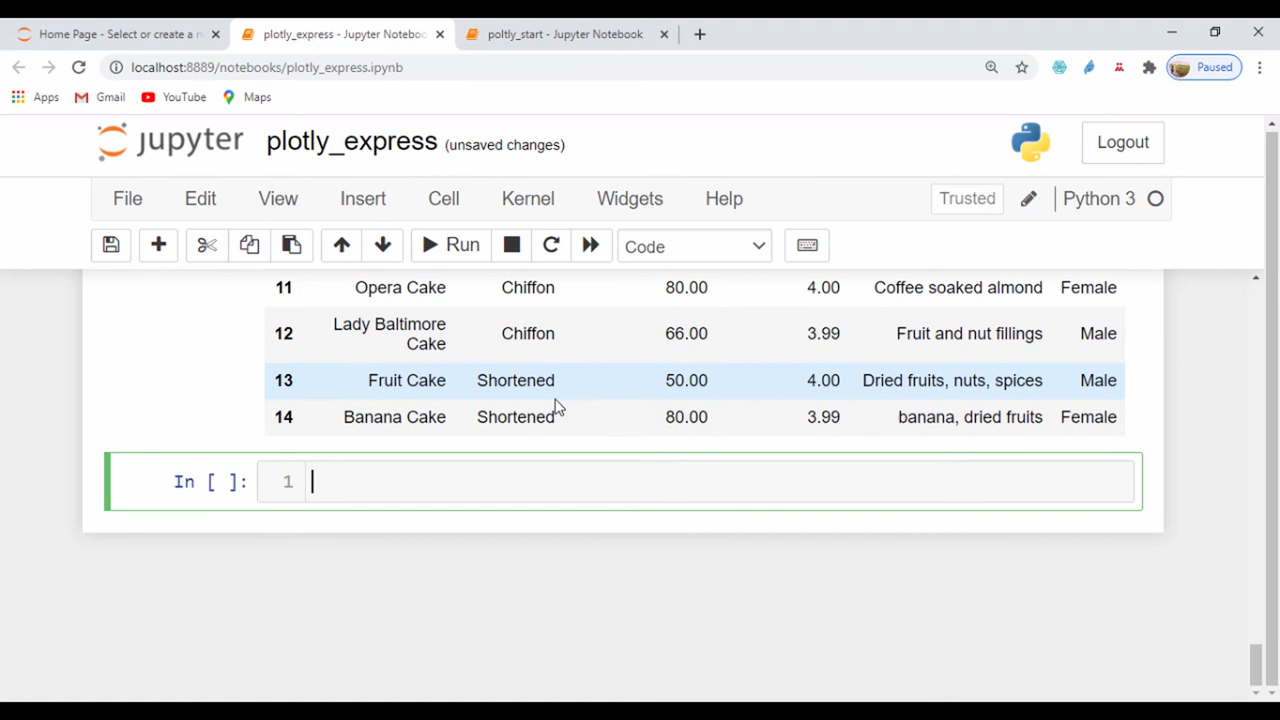 Home Page - Select or create a n
plotly_express - Jupyter Noteboo
poltly_start - Jupyter Notebook
localhost:8889/notebooks/plotly_express.ipynb
Paused
Apps Gmail YouTube Maps
jupyter plotly_express (unsaved changes) Logout
File Edit View Insert Cell Kernel Widgets Help Trusted Python 3
Run Code
11 Opera Cake Chiffon 80.00 4.00 Coffee soaked almond Female
12 Lady Baltimore Cake Chiffon 66.00 3.99 Fruit and nut fillings Male
13 Fruit Cake Shortened 50.00 4.00 Dried fruits, nuts, spices Male
14 Banana Cake Shortened 80.00 3.99 banana, dried fruits Female
In [ ]: 1